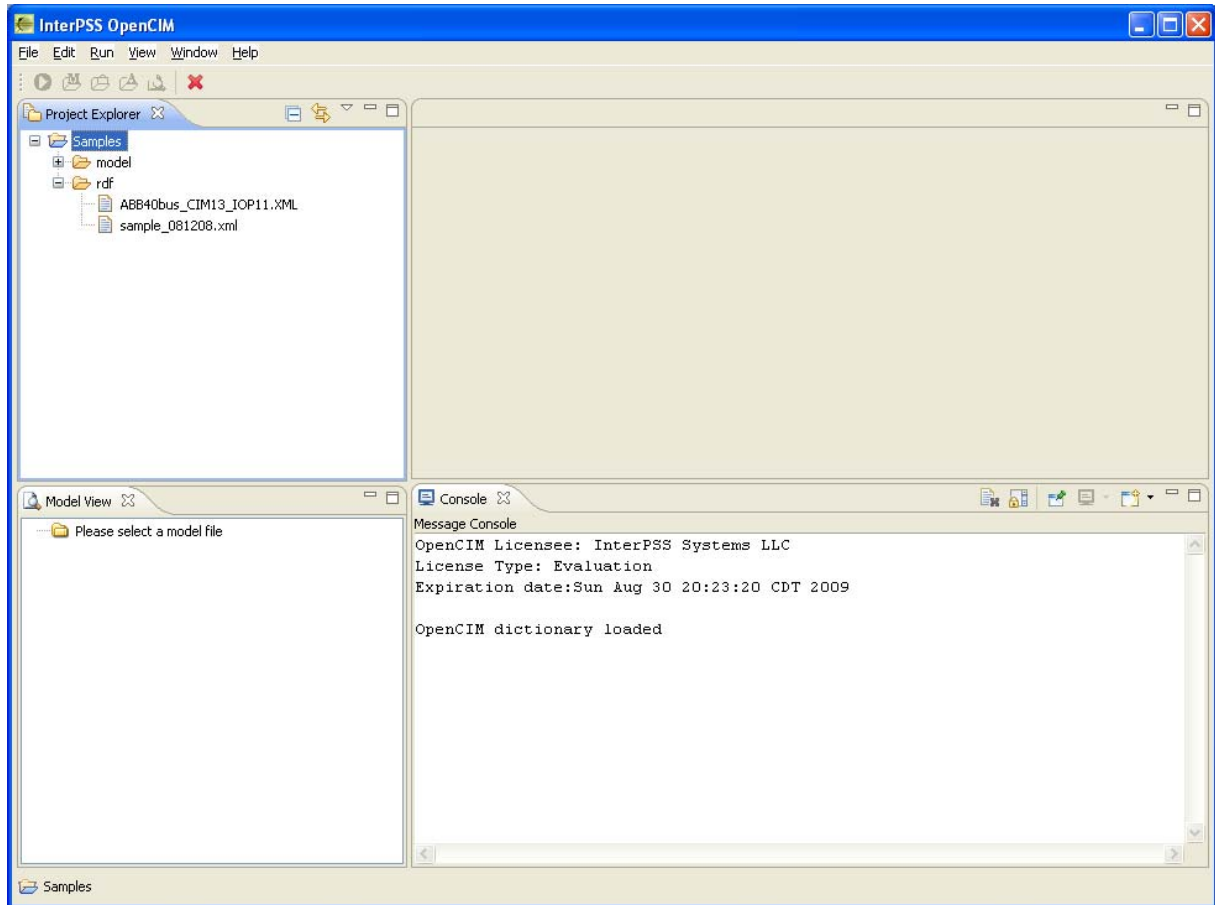 InterPSS OpenCIM
File Edit Run View Window Help
Project Explorer
Samples
model
rdf
ABB40bus_CIM13_IOP11.XML
sample_081208.xml
Model View
Please select a model file
Console
Message Console
OpenCIM Licensee: InterPSS Systems LLC
License Type: Evaluation
Expiration date:Sun Aug 30 20:23:20 CDT 2009
OpenCIM dictionary loaded
Samples